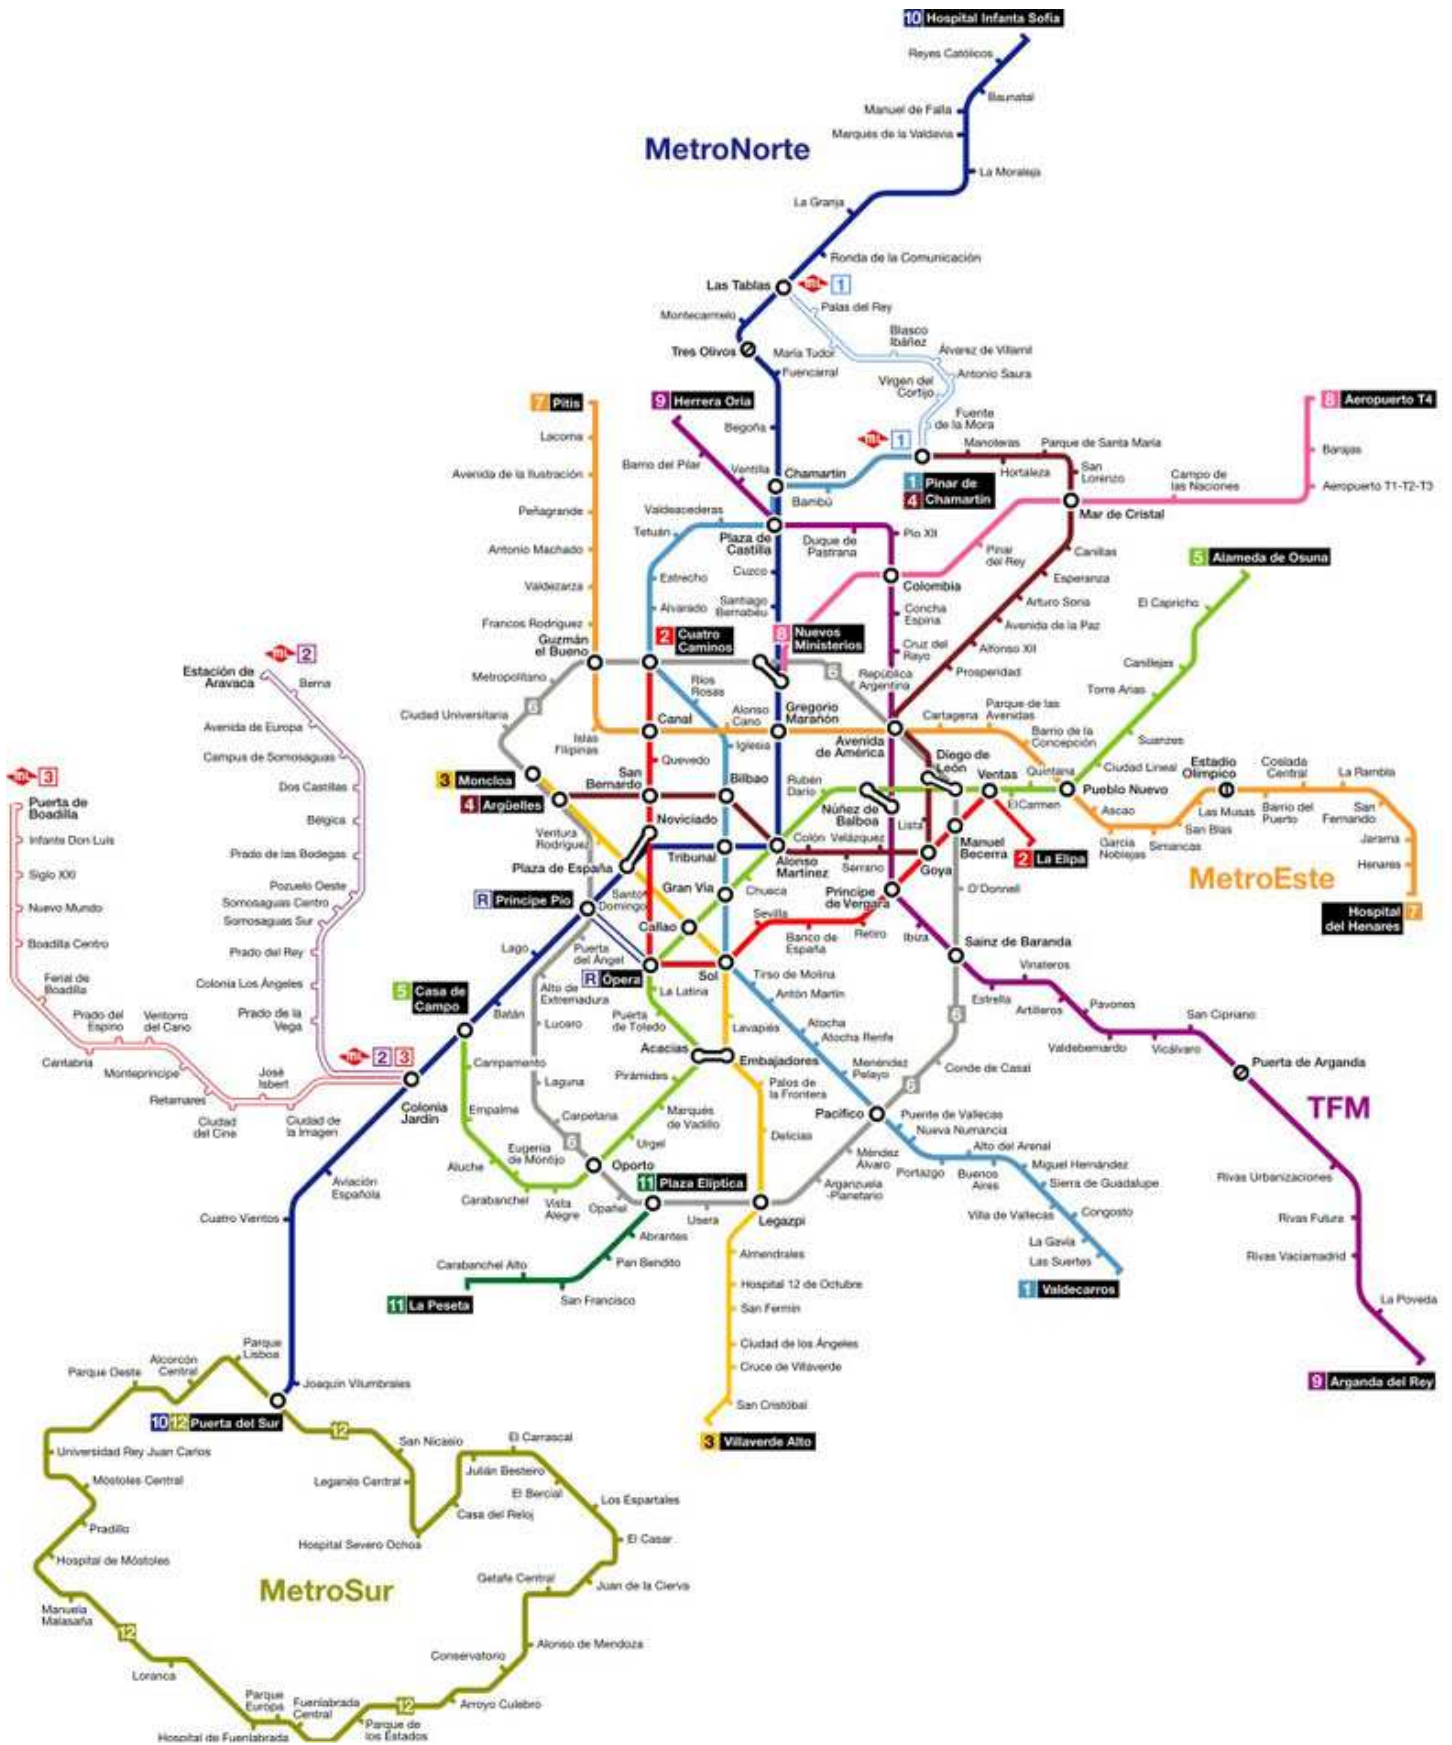 10 Hospital Infanta Sofía
Reyes Católicos
Baunatal
Manuel de Falla
Marqués de la Valdavia
MetroNorte
La Moraleja
La Granja
Ronda de la Comunicación
Las Tablas
mL 1
Palas del Rey
Montecarmelo
Blasco
Ibáñez
Álvarez de Villamil
Tres Olivos
María Tudor
Fuencarral
Antonio Saura
Virgen del
Cortijo
7 Pitis
9 Herrera Oria
8 Aeropuerto T4
Fuente
de la Mora
Begoña
mL 1
Lacoma
Manoteras
Parque de Santa María
Barajas
Barrio del Pilar
Ventilla
Chamartín
Hortaleza
San
Lorenzo
Campo de
las Naciones
Avenida de la Ilustración
Aeropuerto T1-T2-T3
1 Pinar de
4 Chamartín
Bambú
Peñagrande
Valdeacederas
Mar de Cristal
Tetuán
Plaza de
Castilla
Duque de
Pastrana
Pío XII
Antonio Machado
Pinar
del Rey
Canillas
5 Alameda de Osuna
Cuzco
Estrecho
Colombia
Esperanza
Valdezarza
Santiago
Bernabéu
Alvarado
Concha
Espina
Arturo Soria
El Capricho
Francos Rodríguez
Avenida de la Paz
2 Cuatro
Caminos
8 Nuevos
Ministerios
Guzmán
el Bueno
Cruz del
Rayo
Alfonso XII
mL 2
Estación de
Aravaca
Berna
Metropolitano
6
República
Argentina
Prosperidad
Canillejas
Ríos
Rosas
Torre Arias
6
Ciudad Universitaria
Alonso
Cano
Gregorio
Marañón
Cartagena
Parque de las
Avenidas
Avenida de Europa
Canal
Islas
Filipinas
Iglesia
Avenida
de América
Barrio de la
Concepción
Suanzes
Campus de Somosaguas
Quevedo
Diego de
León
Ciudad Lineal
Estadio
Olímpico
Coslada
Central
La Rambla
mL 3
3 Moncloa
San
Bernardo
Bilbao
Rubén
Darío
Ventas
Quintana
Pueblo Nuevo
Dos Castillas
4 Argüelles
El Carmen
Puerta de
Boadilla
Núñez de
Balboa
Ascao
Las Musas
Barrio del
Puerto
San
Fernando
Bélgica
Noviciado
Lista
San Blas
Infante Don Luis
Ventura
Rodríguez
Colón
Velázquez
Manuel
Becerra
García
Noblejas
Simancas
Jarama
Prado de las Bodegas
Plaza de España
Tribunal
Alonso
Martínez
Serrano
Goya
2 La Elipa
Henares
Siglo XXI
MetroEste
Pozuelo Oeste
Gran Vía
Chueca
Príncipe
de Vergara
O'Donnell
Somosaguas Centro
R Príncipe Pío
Santo
Domingo
Nuevo Mundo
Somosaguas Sur
Callao
Sevilla
Hospital
del Henares 7
Boadilla Centro
Prado del Rey
Lago
Puerta
del Ángel
Banco de
España
Retiro
Ibiza
Sainz de Baranda
R Ópera
Sol
Tirso de Molina
Vinateros
Ferial de
Boadilla
Colonia Los Ángeles
5 Casa de
Campo
Alto de
Extremadura
La Latina
Antón Martín
Estrella
Pavones
Prado del
Espino
Ventorro
del Cano
Prado de la
Vega
Batán
Puerta
de Toledo
Lavapiés
Atocha
Artilleros
San Cipriano
Lucero
Atocha Renfe
6
Cantabria
mL 2 3
Acacias
Embajadores
Valdebernardo
Vicálvaro
Monteprincipe
José
Isbert
Campamento
Pirámides
Menéndez
Pelayo
Conde de Casal
Puerta de Arganda
Retamares
Colonia
Jardín
Laguna
Palos de
la Frontera
6
Ciudad
del Cine
Ciudad de
la Imagen
Empalme
Carpetana
Marqués
de Vadillo
Pacífico
Puente de Vallecas
TFM
6
Delicias
Nueva Numancia
Eugenia
de Montijo
Urgel
Alto del Arenal
Aluche
Oporto
Méndez
Álvaro
Portazgo
Buenos
Aires
Miguel Hernández
Rivas Urbanizaciones
Aviación
Española
11 Plaza Elíptica
Arganzuela
-Planetario
Sierra de Guadalupe
Carabanchel
Vista
Alegre
Opañel
Usera
Legazpi
Villa de Vallecas
Congosto
Rivas Futura
Cuatro Vientos
Abrantes
Almendrales
La Gavia
Rivas Vaciamadrid
Carabanchel Alto
Pan Bendito
Las Suertes
11 La Peseta
San Francisco
Hospital 12 de Octubre
1 Valdecarros
San Fermín
La Poveda
Ciudad de los Ángeles
Parque
Lisboa
Alcorcón
Central
Parque Oeste
Cruce de Villaverde
9 Arganda del Rey
Joaquín Vilumbrales
San Cristóbal
10 12 Puerta del Sur
12
3 Villaverde Alto
Universidad Rey Juan Carlos
San Nicasio
El Carrascal
Móstoles Central
Leganés Central
Julián Besteiro
El Bercial
Los Espartales
Pradillo
Casa del Reloj
Hospital Severo Ochoa
El Casar
Hospital de Móstoles
MetroSur
Getafe Central
Juan de la Cierva
Manuela
Malasaña
12
Alonso de Mendoza
Loranca
Conservatorio
Parque
Europa
Fuenlabrada
Central
12
Arroyo Culebro
Hospital de Fuenlabrada
Parque de
los Estados